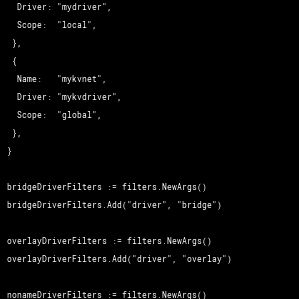 Driver: "mydriver",
Scope:  "local",
},
{
Name:   "mykvnet",
Driver: "mykvdriver",
Scope:  "global",
},
}
bridgeDriverFilters := filters.NewArgs()
bridgeDriverFilters.Add("driver", "bridge")
overlayDriverFilters := filters.NewArgs()
overlayDriverFilters.Add("driver", "overlay")
nonameDriverFilters := filters.NewArgs()